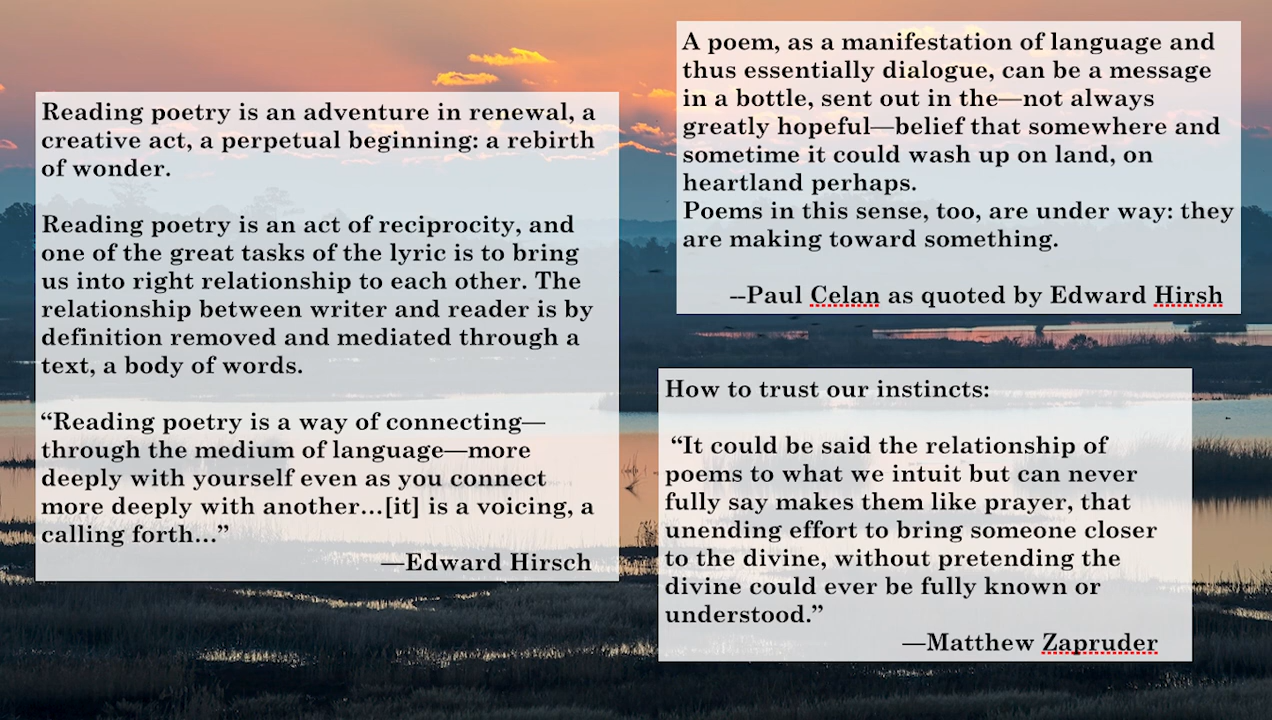 Reading poetry is an adventure in renewal, a
creative act, a perpetual beginning: a rebirth
of wonder.
Reading poetry is an act of reciprocity, and
one of the great tasks of the lyric is to bring
us into right relationship to each other. The
relationship between writer and reader is by
definition removed and mediated through a
text, a body of words.
“Reading poetry is a way of connecting—
through the medium of language—more
deeply with yourself even as you connect
more deeply with another…[it] is a voicing, a
calling forth…”
—Edward Hirsch
A poem, as a manifestation of language and
thus essentially dialogue, can be a message
in a bottle, sent out in the—not always
greatly hopeful—belief that somewhere and
sometime it could wash up on land, on
heartland perhaps.
Poems in this sense, too, are under way: they
are making toward something.
--Paul Celan as quoted by Edward Hirsh
How to trust our instincts:
“It could be said the relationship of
poems to what we intuit but can never
fully say makes them like prayer, that
unending effort to bring someone closer
to the divine, without pretending the
divine could ever be fully known or
understood.”
—Matthew Zapruder